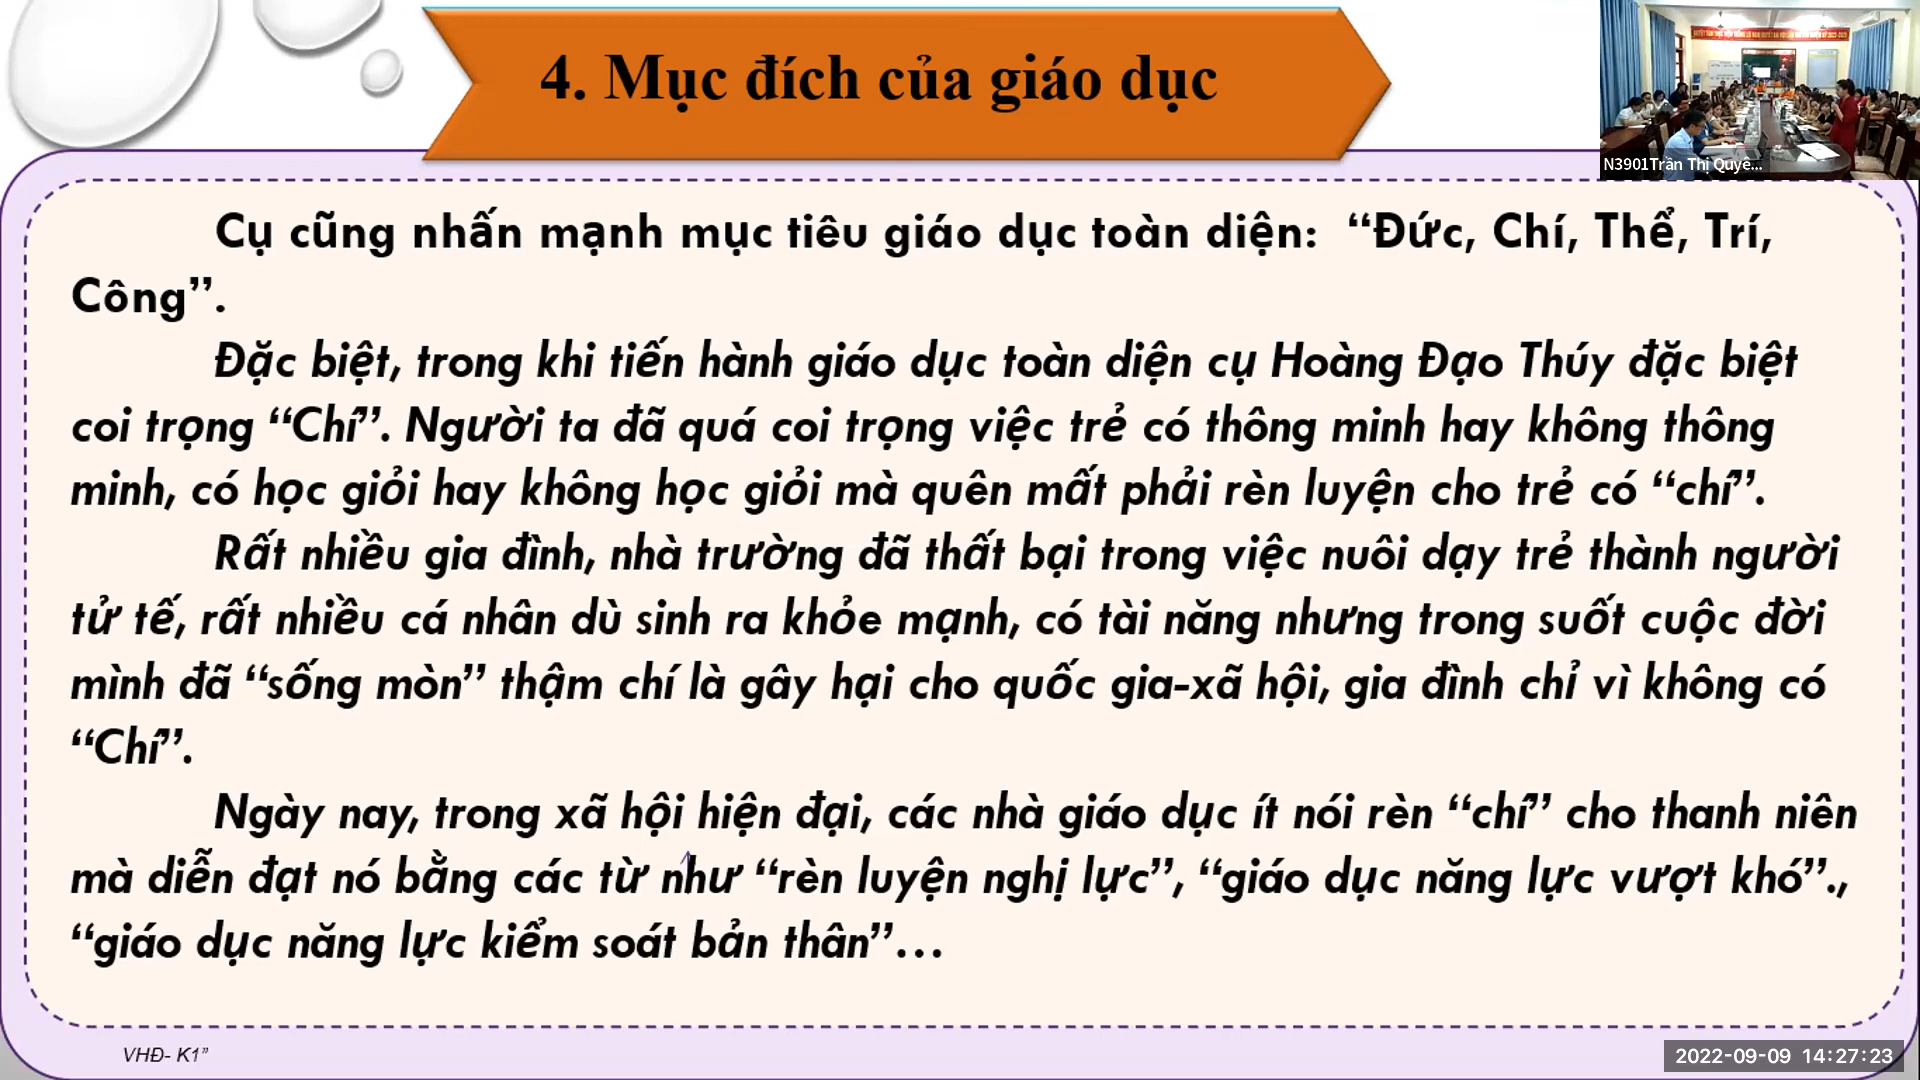 4. Mục đích của giáo dục
N3901Trần Thị Quyê...
Cụ cũng nhấn mạnh mục tiêu giáo dục toàn diện: “Đức, Chí, Thể, Trí,
Công”.
Đặc biệt, trong khi tiến hành giáo dục toàn diện cụ Hoàng Đạo Thúy đặc biệt
coi trọng “Chí”. Người ta đã quá coi trọng việc trẻ có thông minh hay không thông
minh, có học giỏi hay không học giỏi mà quên mất phải rèn luyện cho trẻ có “chí”.
Rất nhiều gia đình, nhà trường đã thất bại trong việc nuôi dạy trẻ thành người
tử tế, rất nhiều cá nhân dù sinh ra khỏe mạnh, có tài năng nhưng trong suốt cuộc đời
mình đã “sống mòn” thậm chí là gây hại cho quốc gia-xã hội, gia đình chỉ vì không có
“Chí”.
Ngày nay, trong xã hội hiện đại, các nhà giáo dục ít nói rèn “chí” cho thanh niên
mà diễn đạt nó bằng các từ như “rèn luyện nghị lực”, “giáo dục năng lực vượt khó”.,
“giáo dục năng lực kiểm soát bản thân”…
VHĐ- K1”
2022-09-09 14:27:23